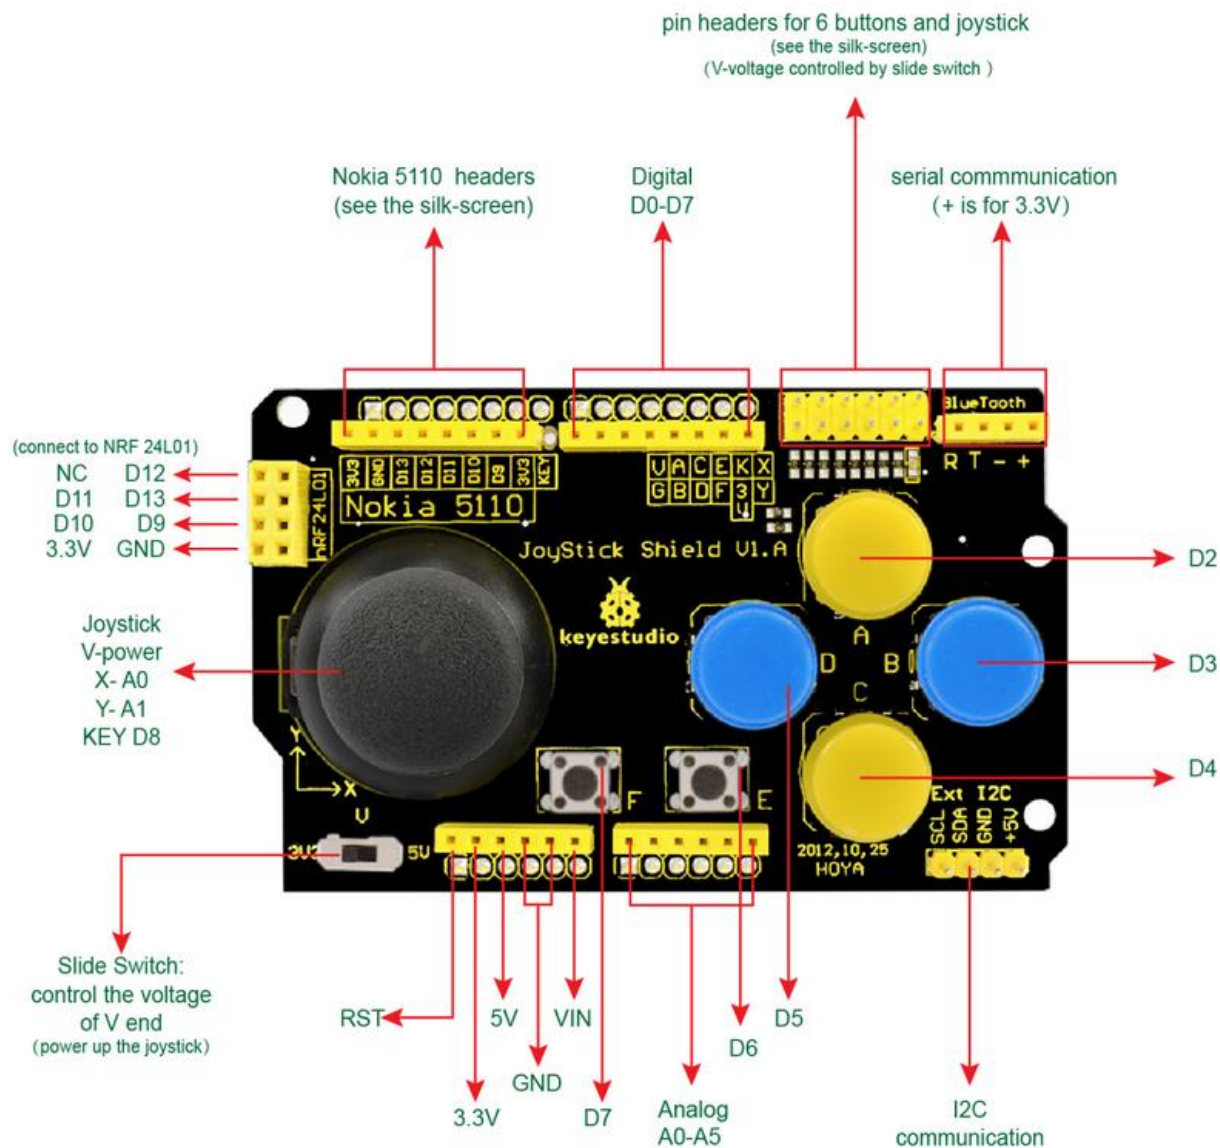 pin headers for 6 buttons and joystick
(see the silk-screen)
(V-voltage controlled by slide switch )
Nokia 5110 headers
(see the silk-screen)
Digital
D0-D7
serial commmunication
(+ is for 3.3V)
BlueTooth
R T - +
(connect to NRF 24L01)
NC D12
D11 D13
D10 D9
3.3V GND
nRF24L01
3V3 GND D13 D12 D11 D10 D9 3V3 KEY
Nokia 5110
V A C E K X
G B D F 3V Y
JoyStick Shield V1.A
keyestudio
A
D B
C
D2
D3
D4
Joystick
V-power
X- A0
Y- A1
KEY D8
Y
X
V
3V3 5V
F
E
Ext I2C
SCL SDA GND +5V
2012,10,25
HOYA
Slide Switch:
control the voltage
of V end
(power up the joystick)
RST
3.3V
5V
GND
VIN
D7
Analog
A0-A5
D6
D5
I2C
communication